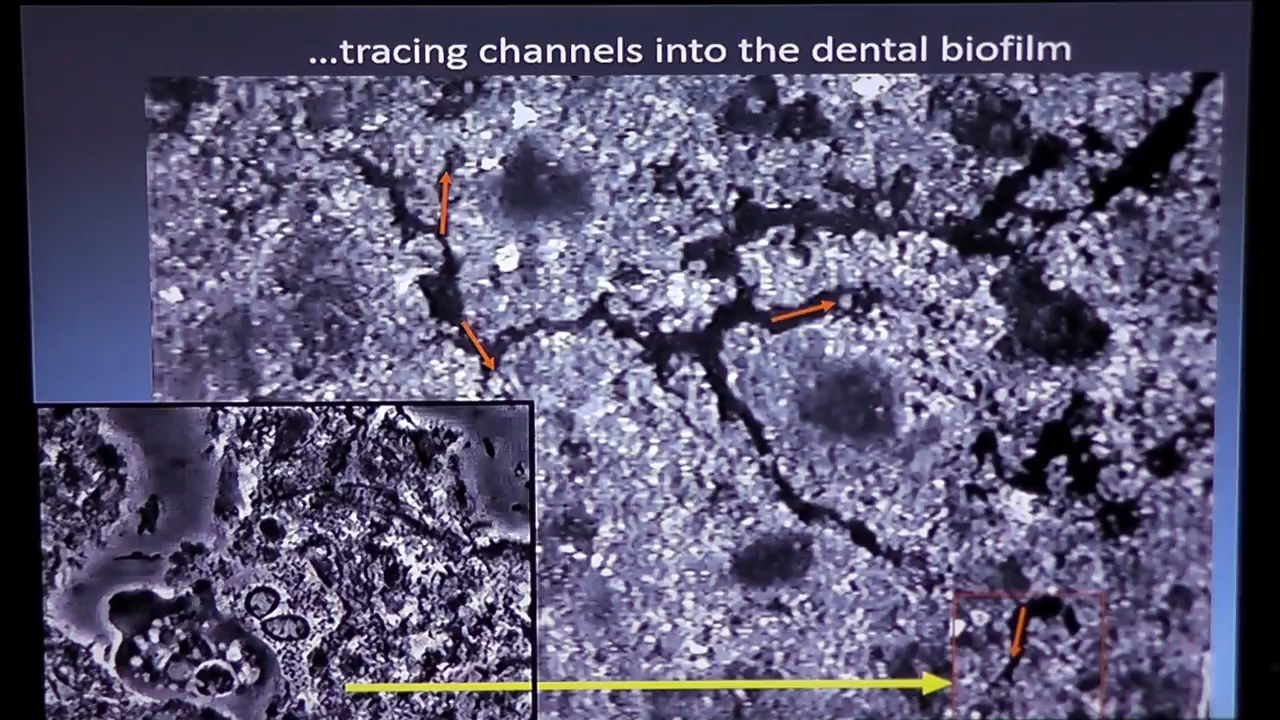 ...tracing channels into the dental biofilm